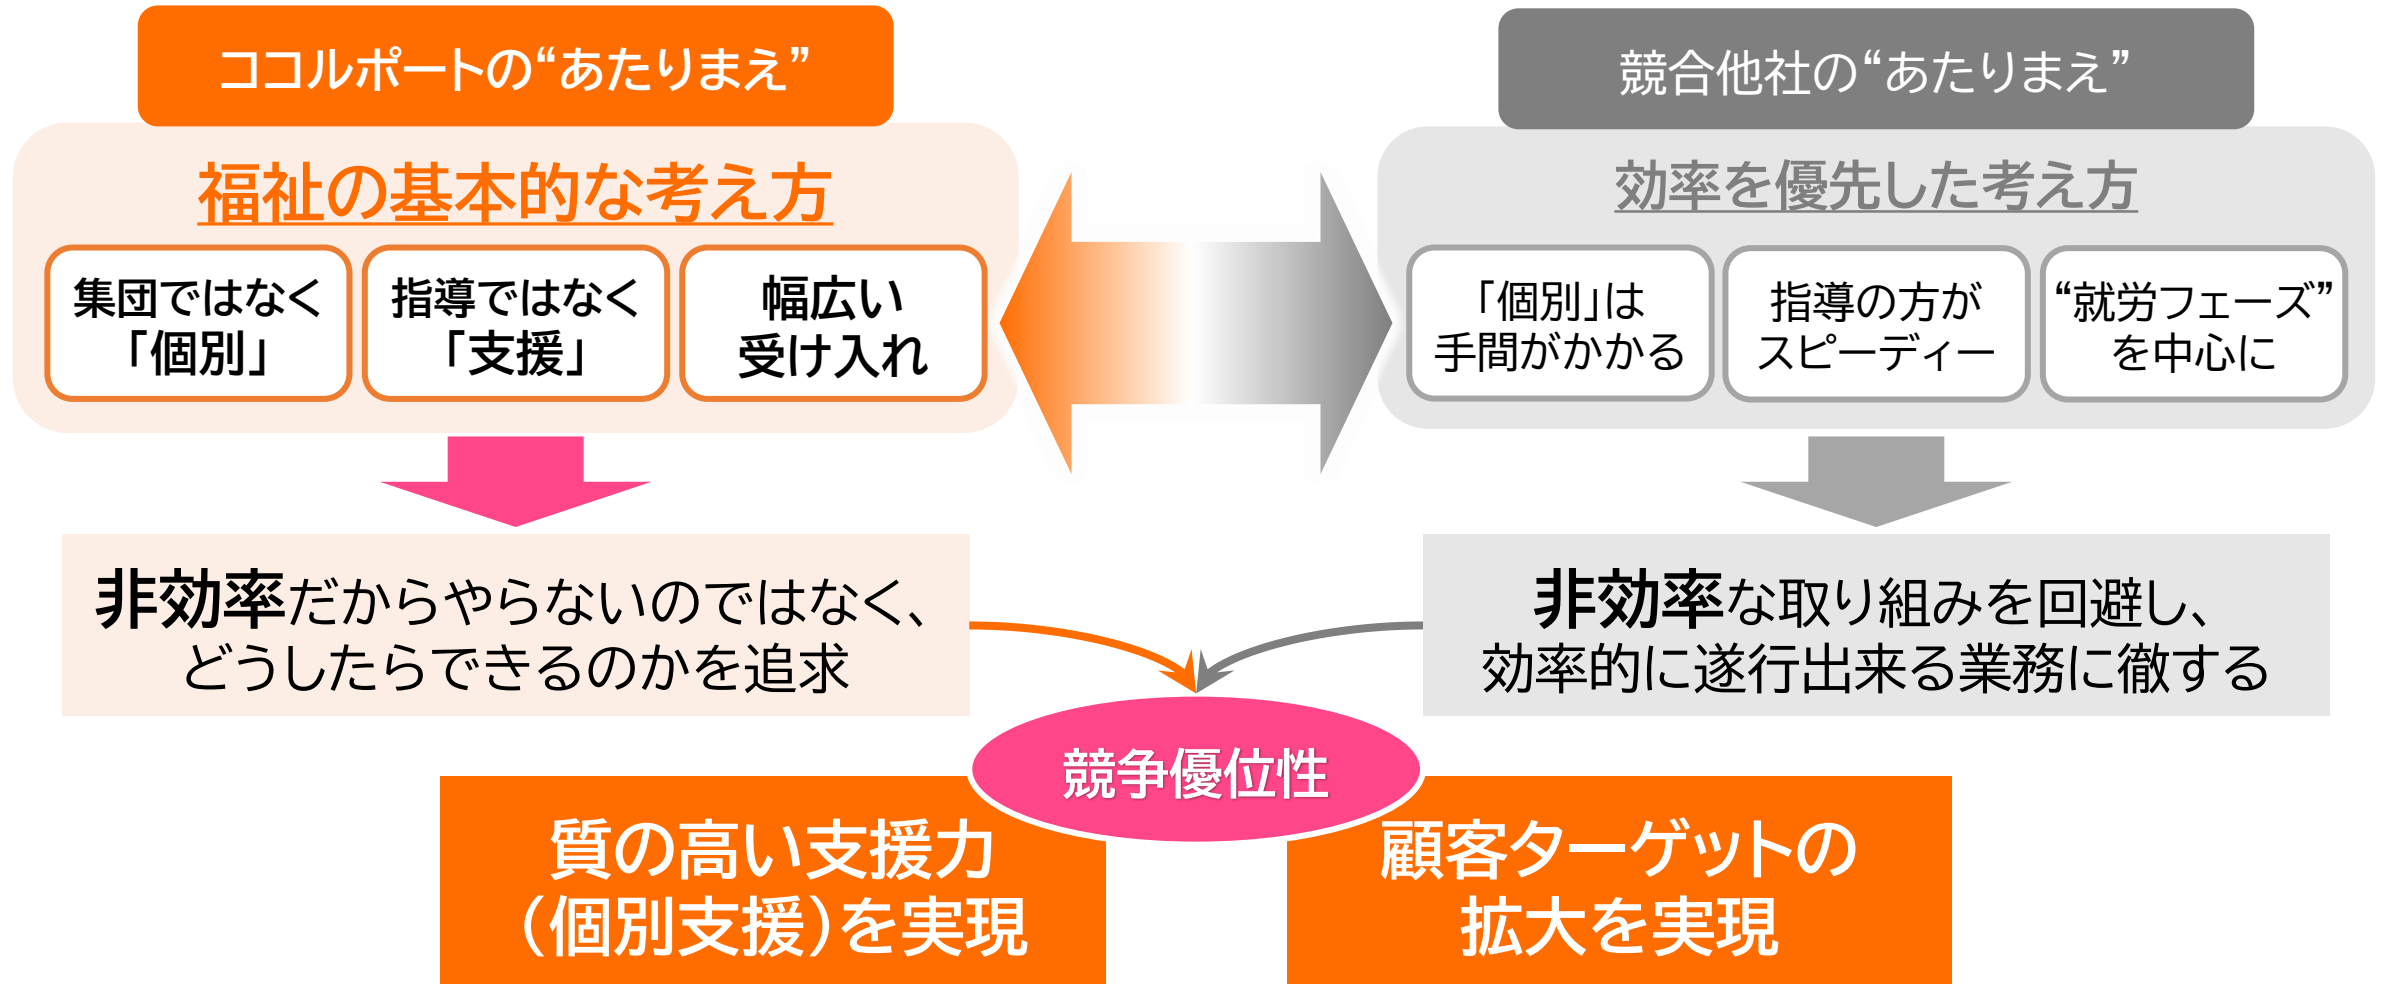 ココルポートの“あたりまえ”
福祉の基本的な考え方
集団ではなく
「個別」
指導ではなく
「支援」
幅広い
受け入れ
競合他社の“あたりまえ”
効率を優先した考え方
「個別」は
手間がかかる
指導の方が
スピーディー
“就労フェーズ”
を中心に
非効率だからやらないのではなく、
どうしたらできるのかを追求
非効率な取り組みを回避し、
効率的に遂行出来る業務に徹する
競争優位性
質の高い支援力
（個別支援）を実現
顧客ターゲットの
拡大を実現